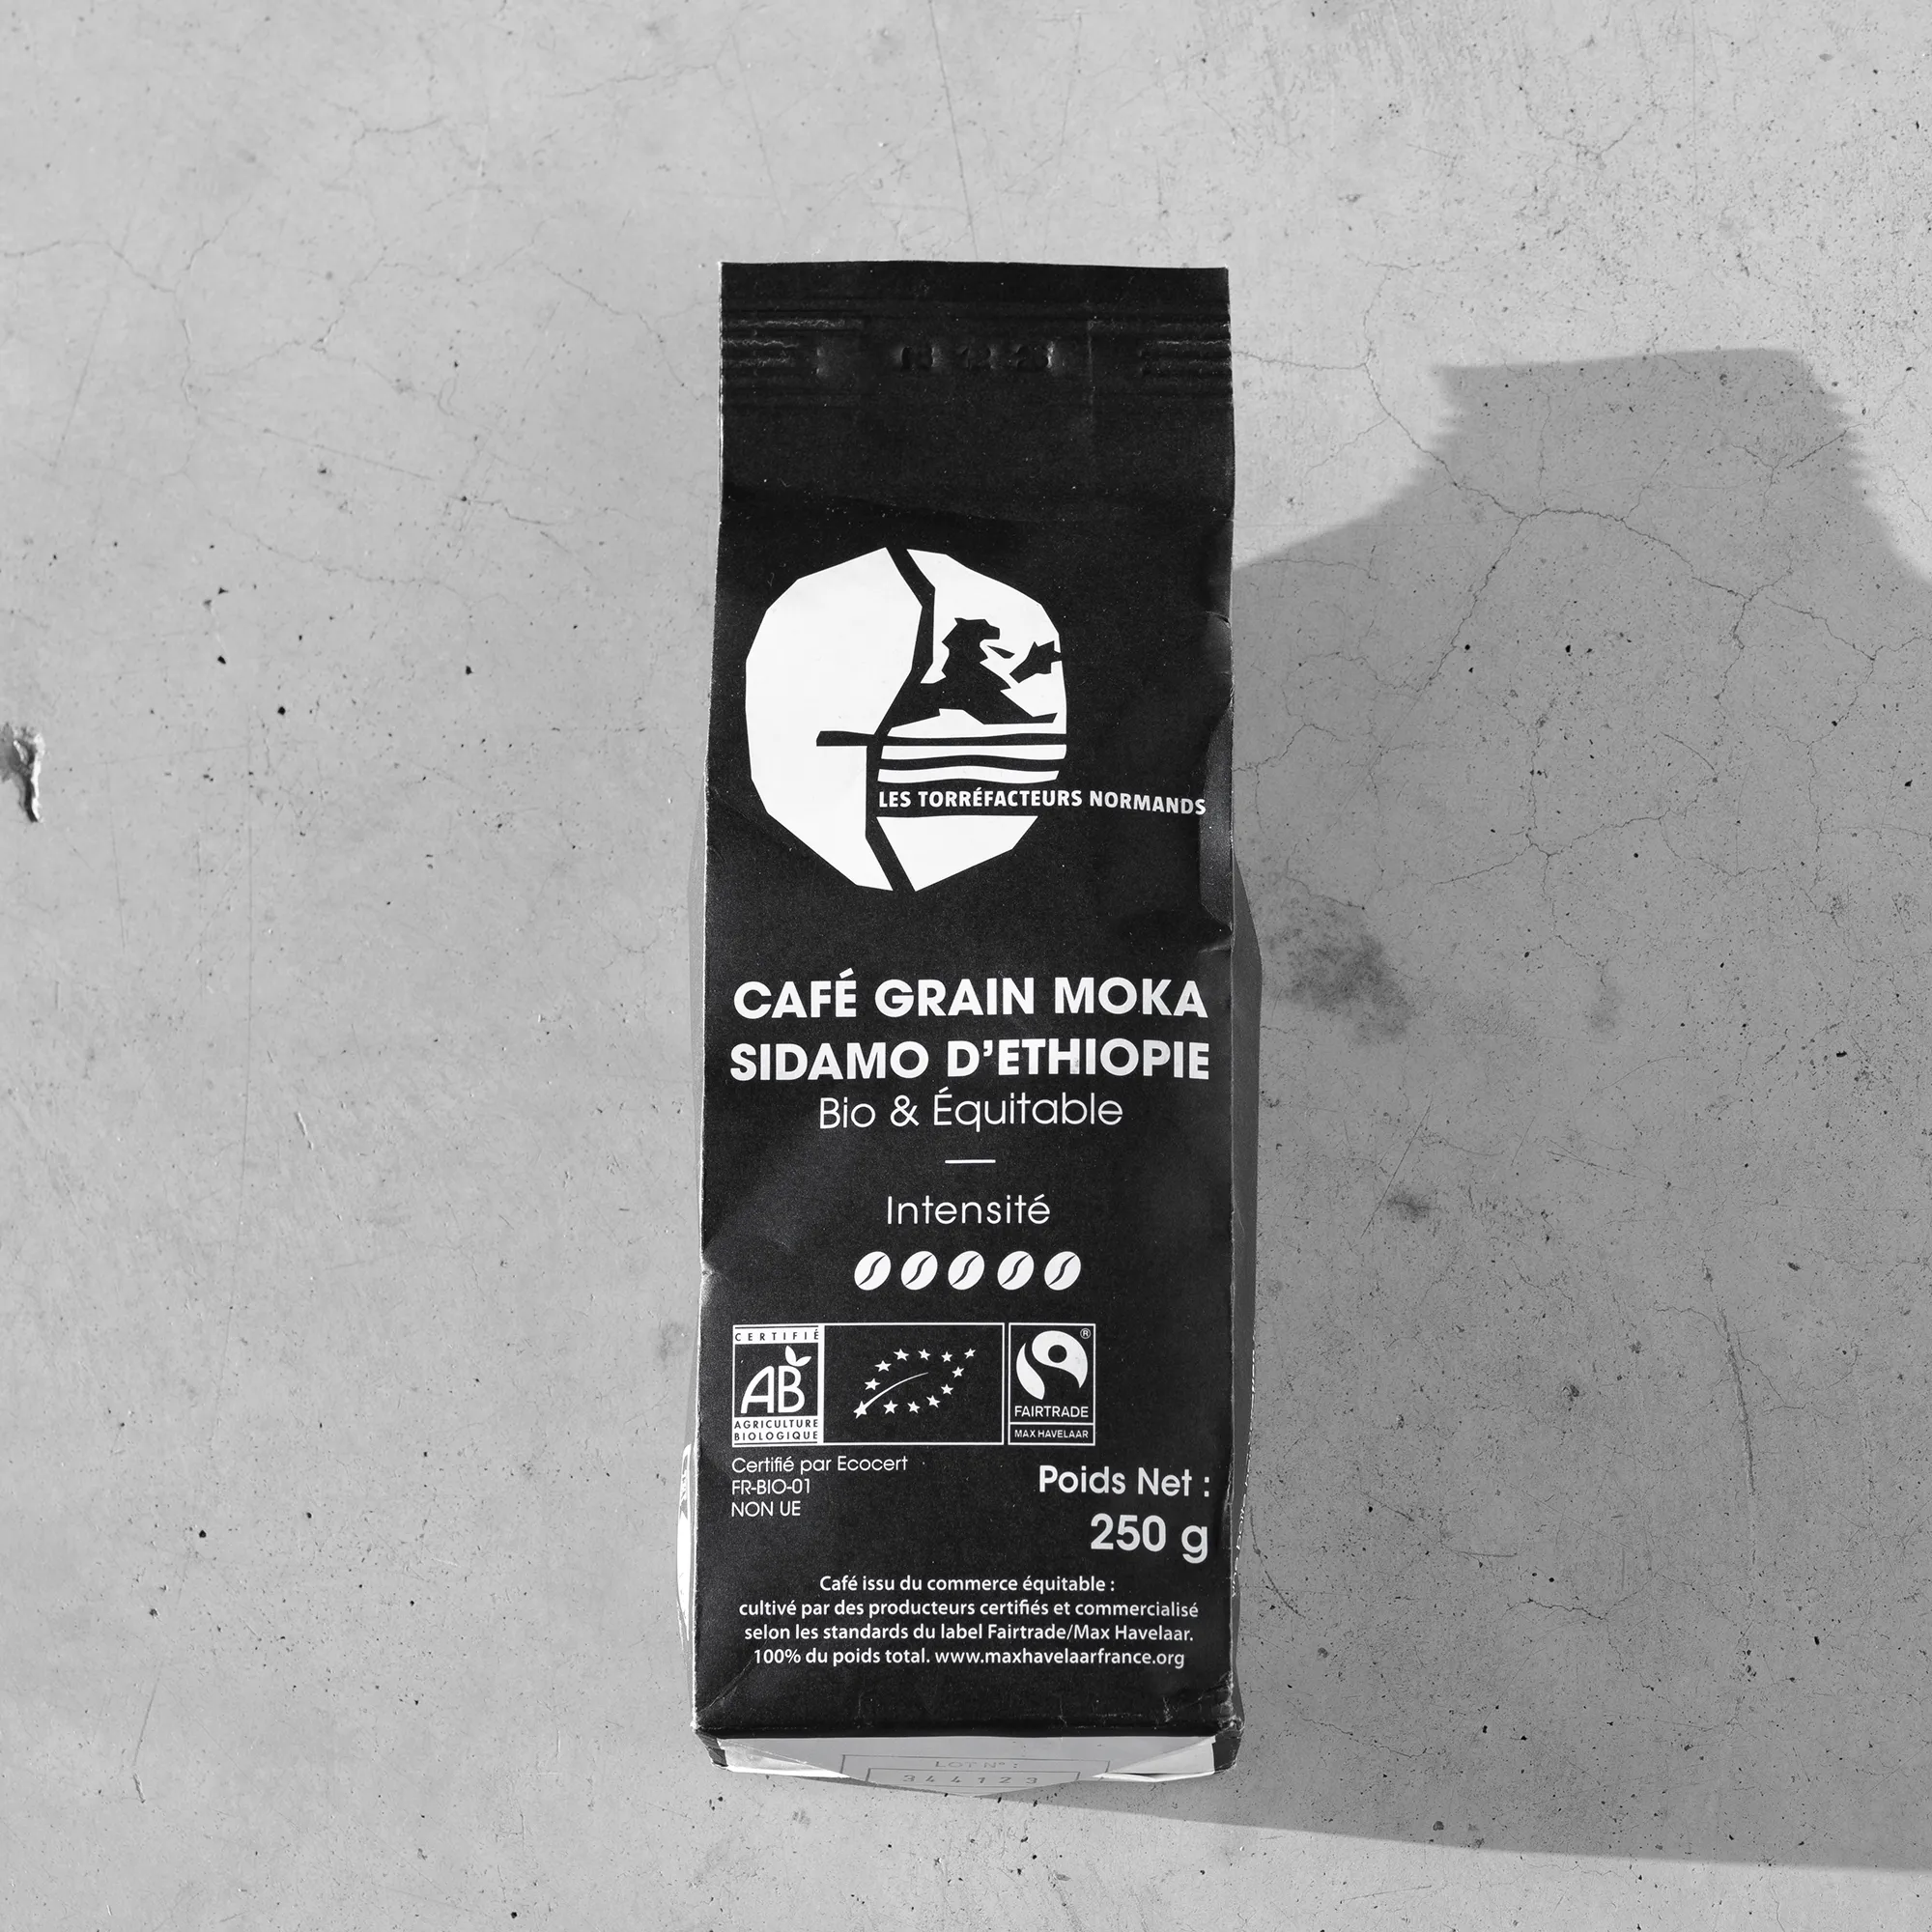 LES TORRÉFACTEURS NORMANDS
CAFÉ GRAIN MOKA
SIDAMO D'ETHIOPIE
Bio & Équitable
Intensité
CERTIFIÉ
AB
AGRICULTURE
BIOLOGIQUE
®
FAIRTRADE
MAX HAVELAAR
Certifié par Ecocert
FR-BIO-01
NON UE
Poids Net :
250 g
Café issu du commerce équitable :
cultivé par des producteurs certifiés et commercialisé
selon les standards du label Fairtrade/Max Havelaar.
100% du poids total. www.maxhavelaarfrance.org
LOT N° :
344123